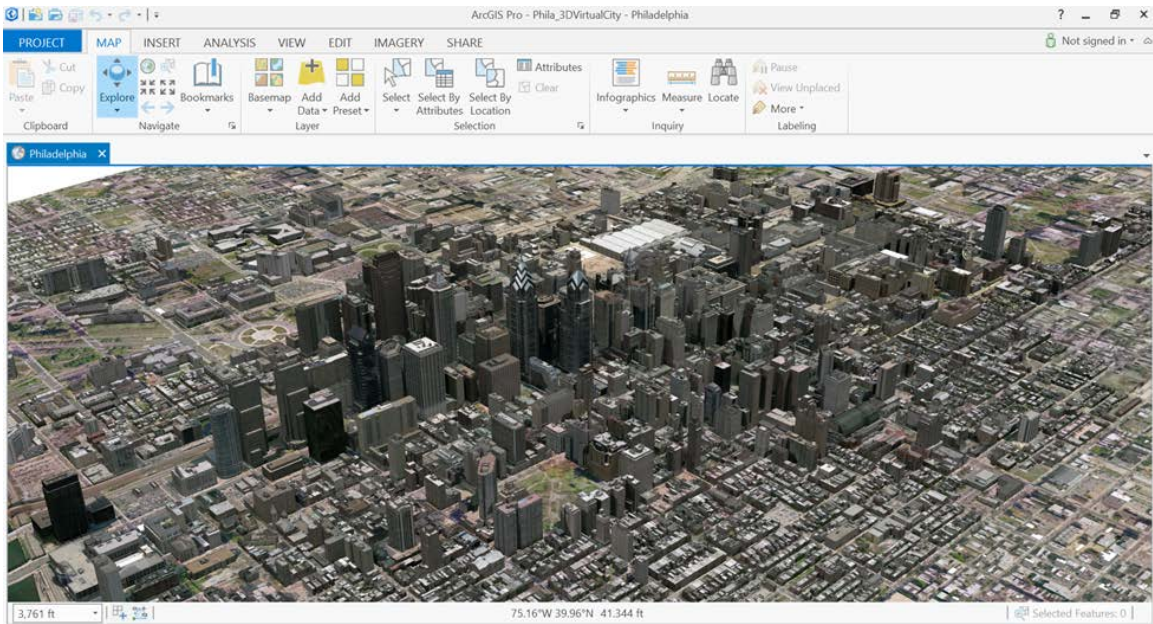 ArcGIS Pro - Phila_3DVirtualCity - Philadelphia
PROJECT MAP INSERT ANALYSIS VIEW EDIT IMAGERY SHARE Not signed in
Paste Cut Copy
Explore Bookmarks
Basemap Add Data Add Preset
Select Select By Attributes Select By Location Attributes Clear
Infographics Measure Locate
Pause View Unplaced More
Clipboard Navigate Layer Selection Inquiry Labeling
Philadelphia
3,761 ft 75.16°W 39.96°N 41.344 ft Selected Features: 0